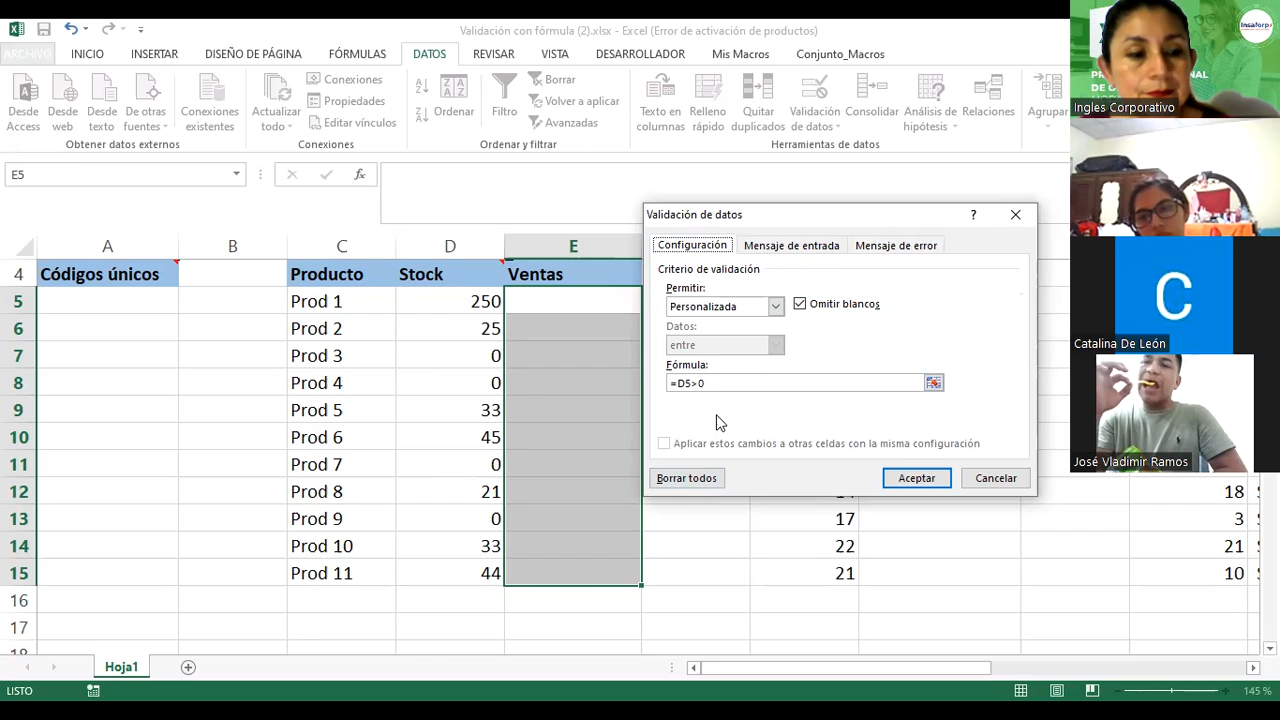 Validación con fórmula (2).xlsx - Excel (Error de activación de productos)
ARCHIVO INICIO INSERTAR DISEÑO DE PÁGINA FÓRMULAS DATOS REVISAR VISTA DESARROLLADOR Mis Macros Conjunto_Macros
Desde Access
Desde web
Desde texto
De otras fuentes
Conexiones existentes
Obtener datos externos
Actualizar todo
Conexiones
Propiedades
Editar vínculos
Conexiones
Ordenar
Filtro
Borrar
Volver a aplicar
Avanzadas
Ordenar y filtrar
Texto en columnas
Relleno rápido
Quitar duplicados
Validación de datos
Consolidar
Análisis de hipótesis
Relaciones
Herramientas de datos
Agrupar
E5
fx
A B C D E
4 Códigos únicos Producto Stock Ventas
5 Prod 1 250
6 Prod 2 25
7 Prod 3 0
8 Prod 4 0
9 Prod 5 33
10 Prod 6 45
11 Prod 7 0
12 Prod 8 21 18
13 Prod 9 0 17 3
14 Prod 10 33 22 21
15 Prod 11 44 21 10
16
17
Validación de datos ?
Configuración Mensaje de entrada Mensaje de error
Criterio de validación
Permitir:
Personalizada Omitir blancos
Datos:
entre
Fórmula:
=D5>0
Aplicar estos cambios a otras celdas con la misma configuración
Borrar todos Aceptar Cancelar
Hoja1
LISTO
145 %
Insaforp
Ingles Corporativo
C
Catalina De León
José Vladimir Ramos